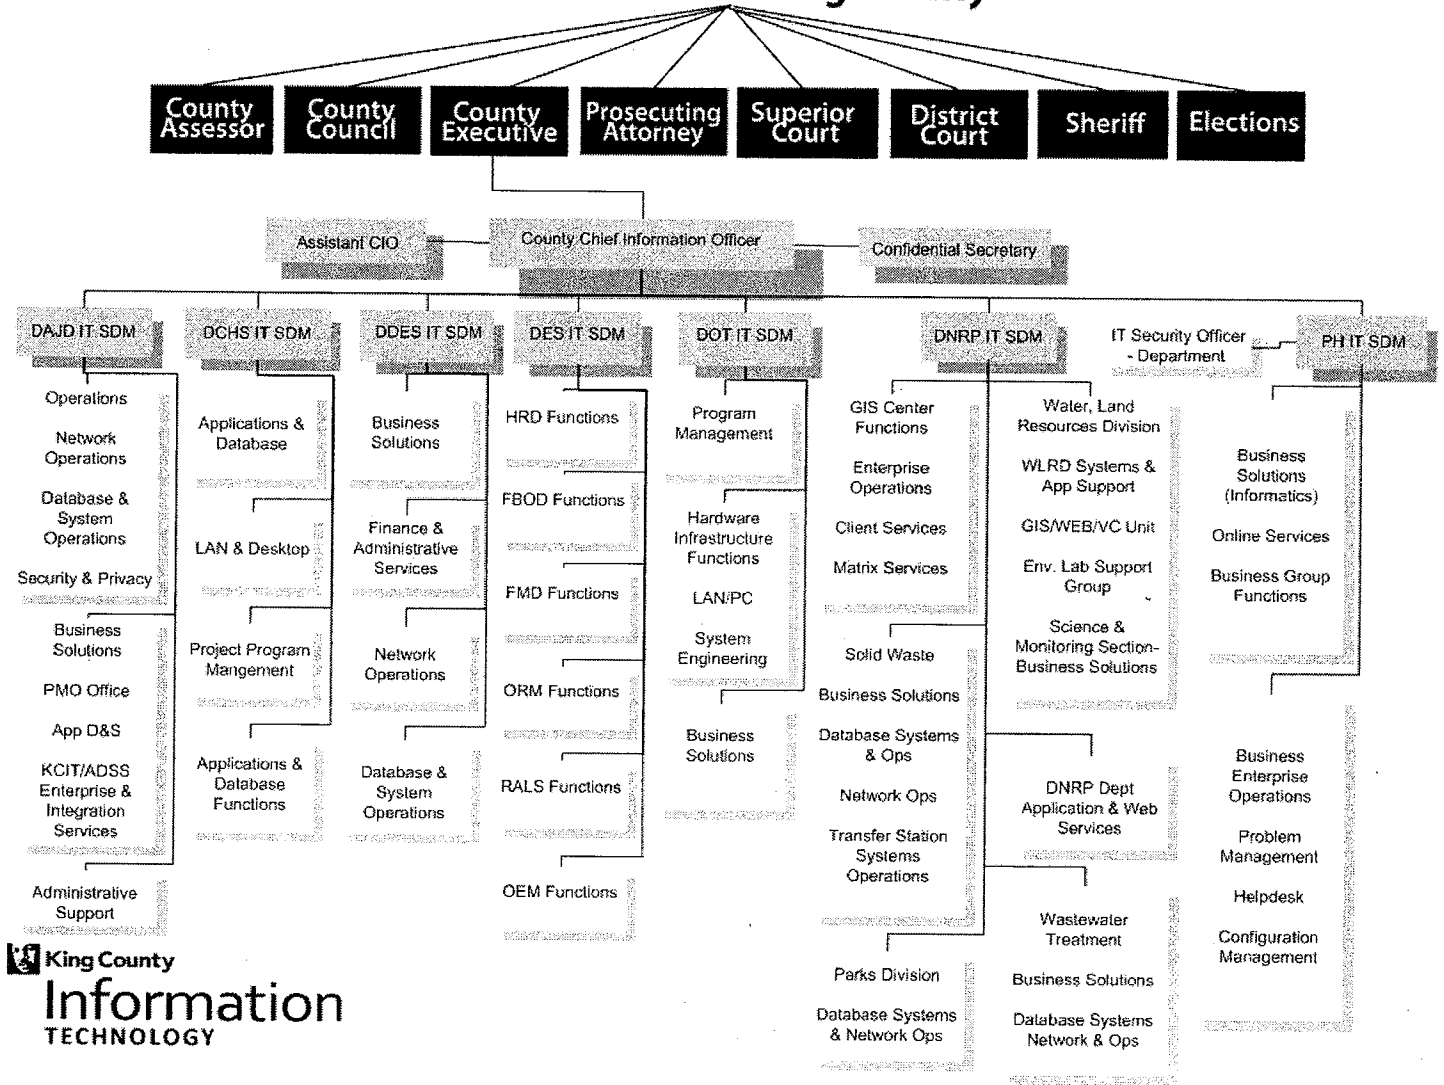 County
Assessor
County
Council
County
Executive
Prosecuting
Attorney
Superior
Court
District
Court
Sheriff
Elections
Assistant CIO
County Chief Information Officer
Confidential Secretary
DAJD IT SDM
DCHS IT SDM
DDES IT SDM
DES IT SDM
DOT IT SDM
DNRP IT SDM
IT Security Officer
- Department
PH IT SDM
Operations
Network
Operations
Database &
System
Operations
Security & Privacy
Business
Solutions
PMO Office
App D&S
KCIT/ADSS
Enterprise &
Integration
Services
Administrative
Support
Applications &
Database
LAN & Desktop
Project Program
Mangement
Applications &
Database
Functions
Business
Solutions
Finance &
Administrative
Services
Network
Operations
Database &
System
Operations
HRD Functions
FBOD Functions
FMD Functions
ORM Functions
RALS Functions
OEM Functions
Program
Management
Hardware
Infrastructure
Functions
LAN/PC
System
Engineering
Business
Solutions
GIS Center
Functions
Enterprise
Operations
Client Services
Matrix Services
Solid Waste
Business Solutions
Database Systems
& Ops
Network Ops
Transfer Station
Systems
Operations
Parks Division
Database Systems
& Network Ops
Water, Land
Resources Division
WLRD Systems &
App Support
GIS/WEB/VC Unit
Env. Lab Support
Group
Science &
Monitoring Section-
Business Solutions
DNRP Dept
Application & Web
Services
Wastewater
Treatment
Business Solutions
Database Systems
Network & Ops
Business
Solutions
(Informatics)
Online Services
Business Group
Functions
Business
Enterprise
Operations
Problem
Management
Helpdesk
Configuration
Management
King County
Information
TECHNOLOGY